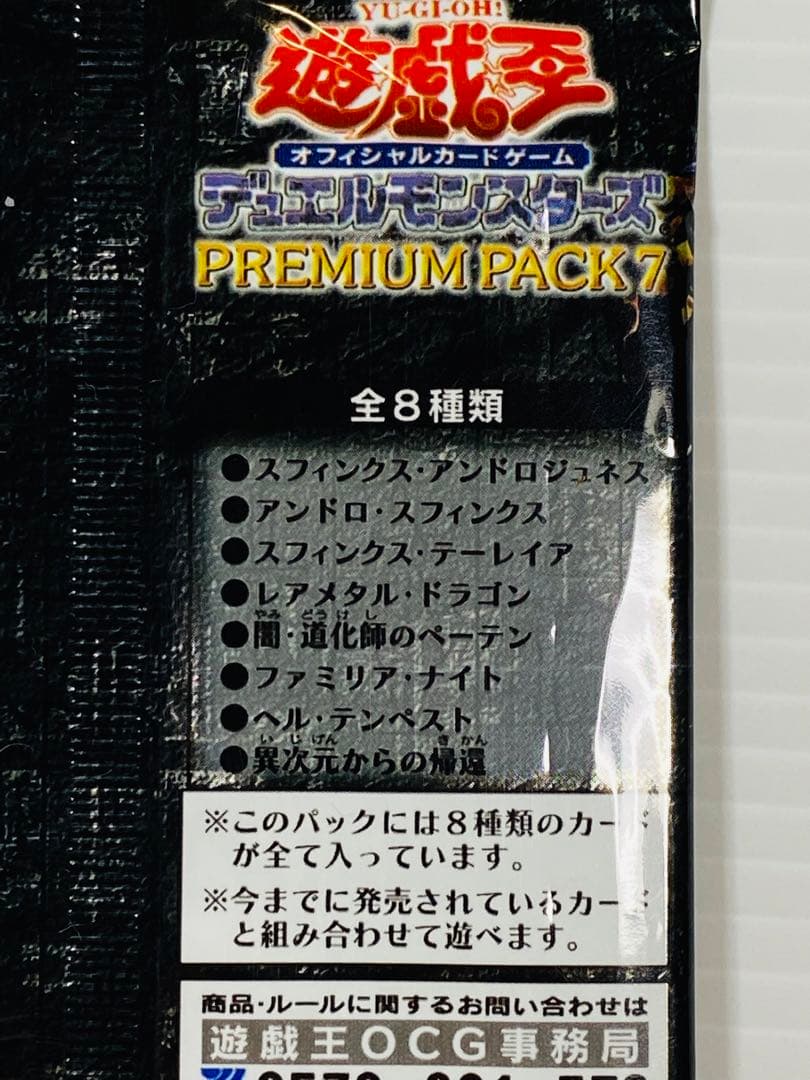 YU-GI-OH!
遊戯王
オフィシャルカードゲーム
デュエルモンスターズ
PREMIUM PACK 7
全8種類
●スフィンクス・アンドロジュネス
●アンドロ・スフィンクス
●スフィンクス・テーレイア
●レアメタル・ドラゴン
やみ どうけし
●闇・道化師のペーテン
●ファミリア・ナイト
●ヘル・テンペスト
いじげん きかん
●異次元からの帰還
※このパックには8種類のカード
が全て入っています。
※今までに発売されているカード
と組み合わせて遊べます。
商品・ルールに関するお問い合わせは
遊戯王OCG事務局